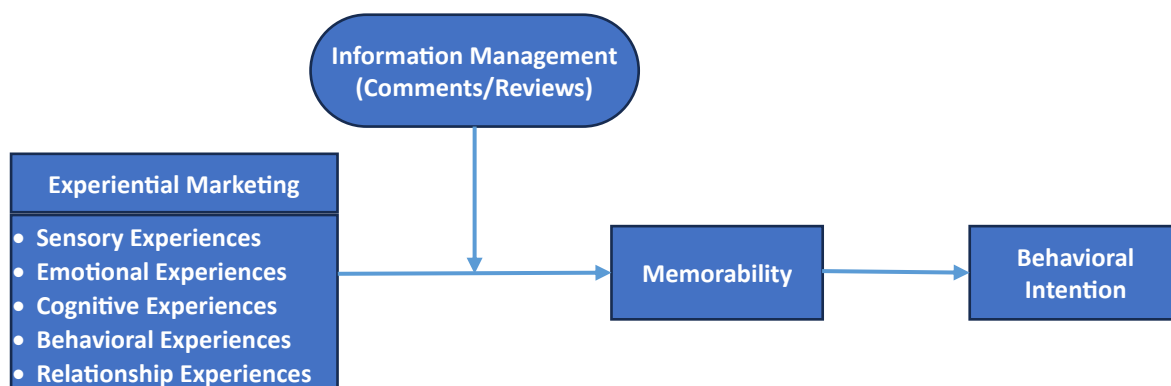 Information Management
(Comments/Reviews)
Experiential Marketing
• Sensory Experiences
• Emotional Experiences
• Cognitive Experiences
• Behavioral Experiences
• Relationship Experiences
Memorability
Behavioral
Intention